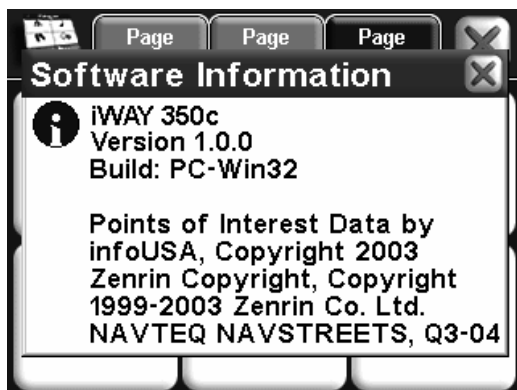 Page Page Page
Software Information
iWAY 350c
Version 1.0.0
Build: PC-Win32
Points of Interest Data by
infoUSA, Copyright 2003
Zenrin Copyright, Copyright
1999-2003 Zenrin Co. Ltd.
NAVTEQ NAVSTREETS, Q3-04